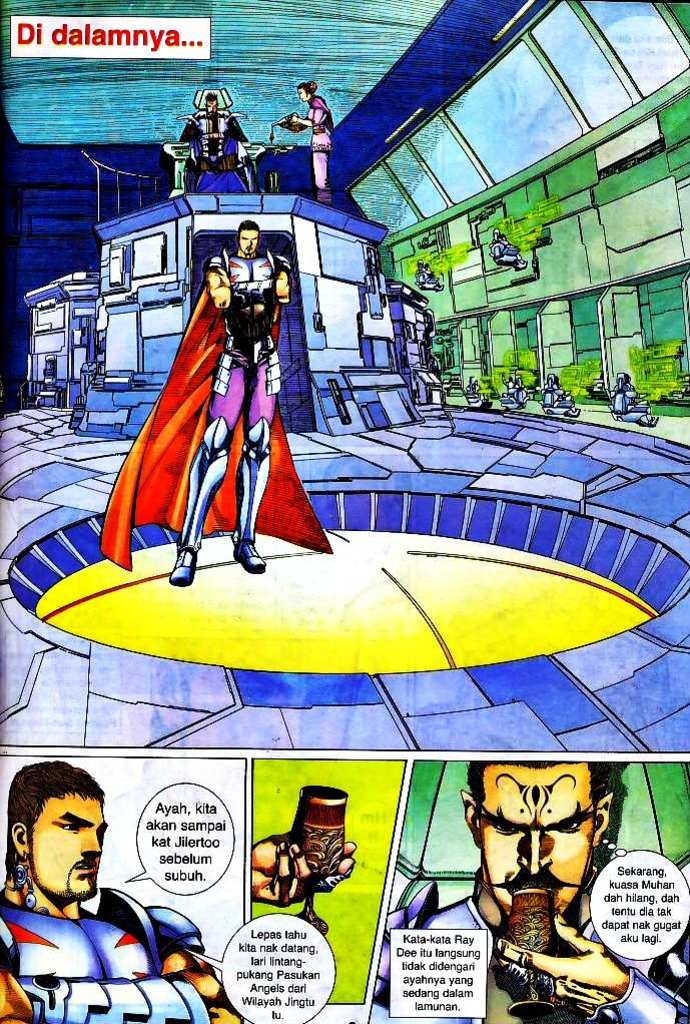 Di dalamnya...
Ayah, kita
akan sampai
kat Jilertoo
sebelum
subuh.
Lepas tahu
kita nak datang,
lari lintang-
pukang Pasukan
Angels dari
Wilayah Jingtu
tu.
Kata-kata Ray
Dee itu langsung
tidak didengari
ayahnya yang
sedang dalam
lamunan.
Sekarang,
kuasa Muhan
dah hilang, dah
tentu dia tak
dapat nak gugat
aku lagi.